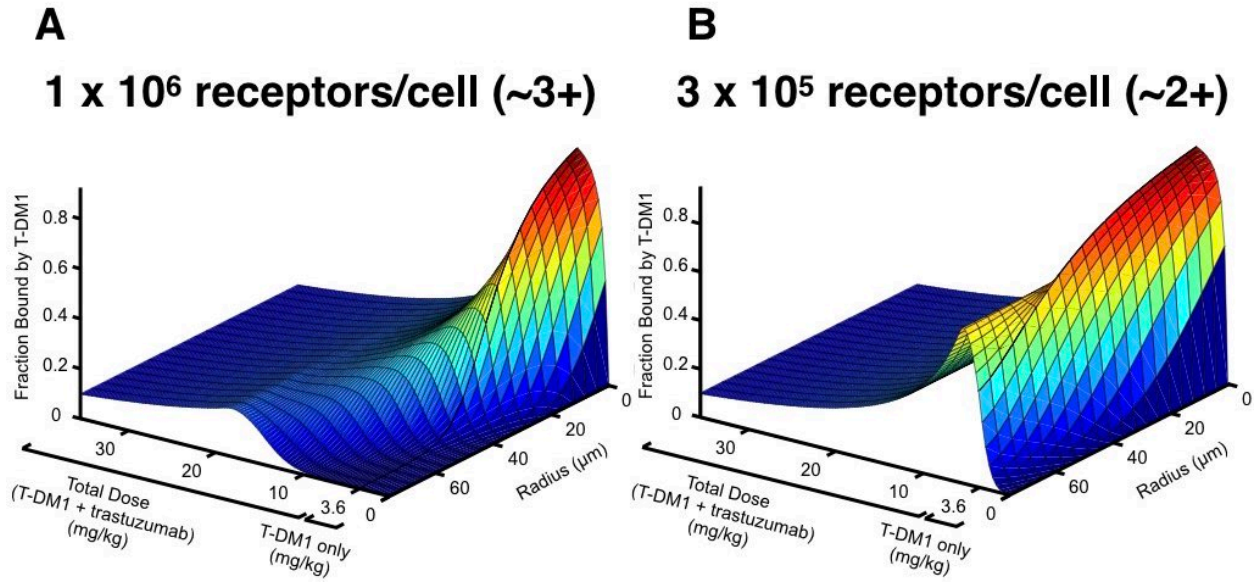 A
1 x 10⁶ receptors/cell (~3+)
Fraction Bound by T-DM1
0.8
0.6
0.4
0.2
0
30
20
10
3.6
0
Total Dose
(T-DM1 + trastuzumab)
(mg/kg)
T-DM1 only
(mg/kg)
60
40
20
0
Radius (µm)
B
3 x 10⁵ receptors/cell (~2+)
Fraction Bound by T-DM1
0.8
0.6
0.4
0.2
0
30
20
10
3.6
0
Total Dose
(T-DM1 + trastuzumab)
(mg/kg)
T-DM1 only
(mg/kg)
60
40
20
0
Radius (µm)